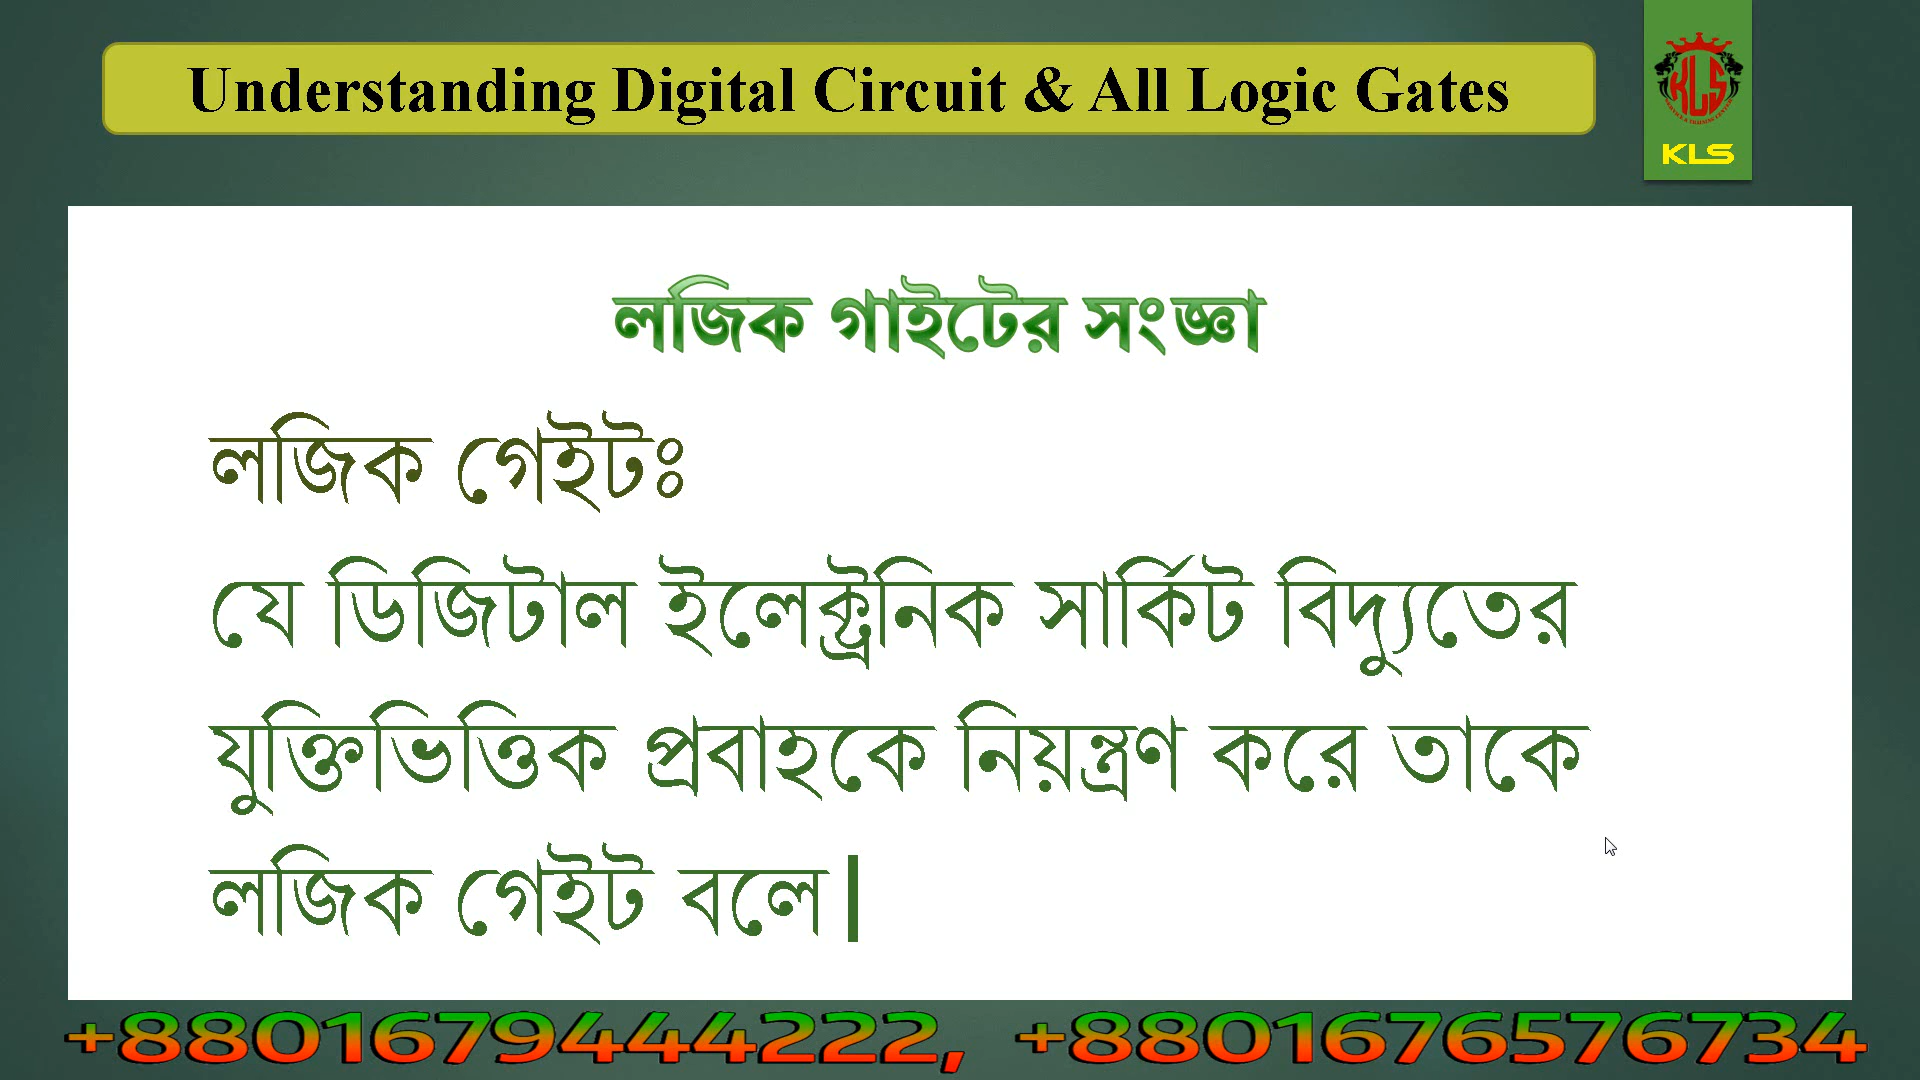 Understanding Digital Circuit & All Logic Gates
KLS
KLS
লজিক গাইটের সংজ্ঞা
লজিক গেইটঃ
যে ডিজিটাল ইলেক্ট্রনিক সার্কিট বিদ্যুতের
যুক্তিভিত্তিক প্রবাহকে নিয়ন্ত্রণ করে তাকে
লজিক গেইট বলে।
+8801679444222, +8801676576734